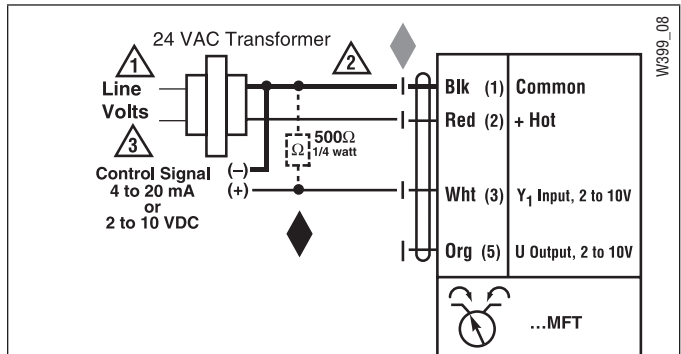 W399_08
24 VAC Transformer
1
2
Line
Volts
3
Control Signal
4 to 20 mA
or
2 to 10 VDC
(–)
(+)
500Ω
1/4 watt
Ω
Blk (1) Common
Red (2) + Hot
Wht (3) Y₁ Input, 2 to 10V
Org (5) U Output, 2 to 10V
...MFT